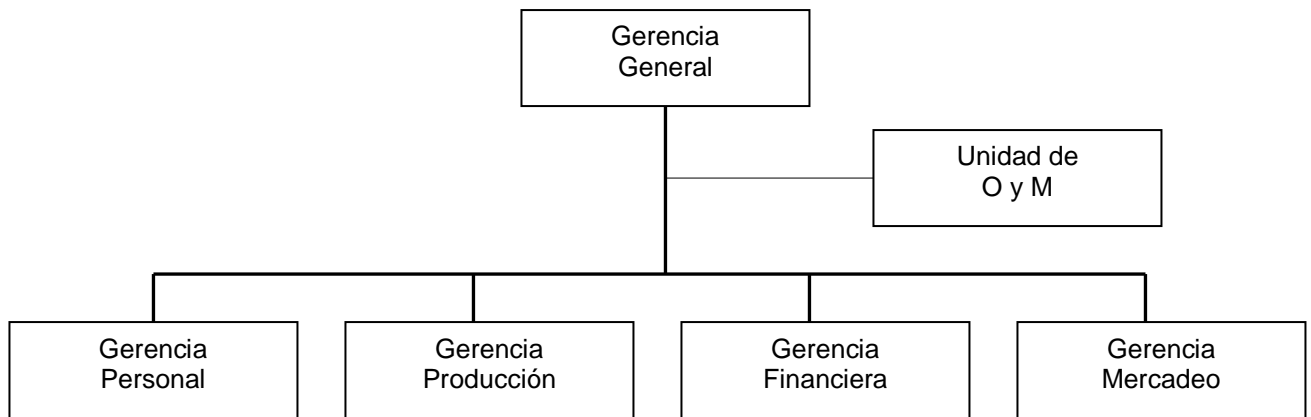 Gerencia
General
Unidad de
O y M
Gerencia
Personal
Gerencia
Producción
Gerencia
Financiera
Gerencia
Mercadeo